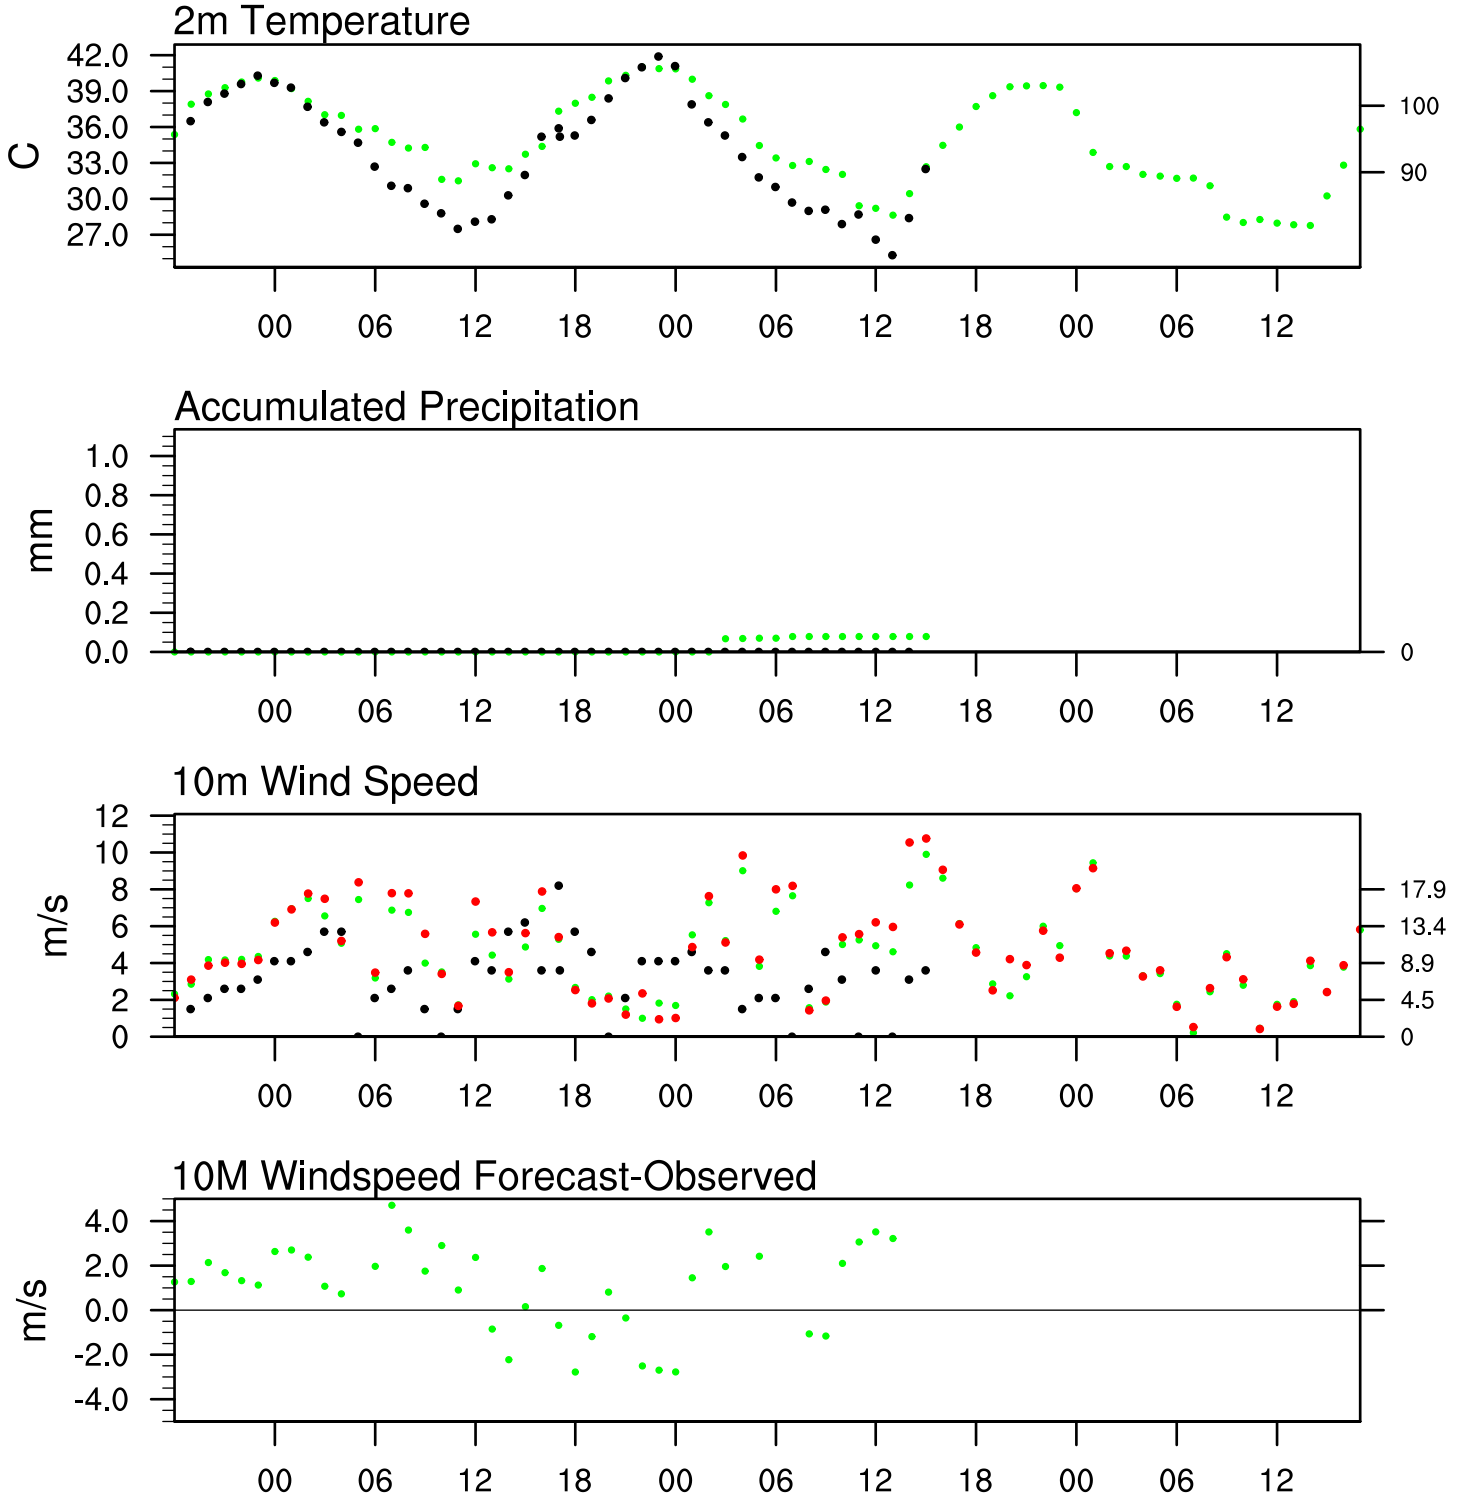 2m Temperature
42.0
39.0
36.0
33.0
30.0
27.0
C
100
90
00 06 12 18 00 06 12 18 00 06 12
Accumulated Precipitation
1.0
0.8
0.6
0.4
0.2
0.0
mm
0
00 06 12 18 00 06 12 18 00 06 12
10m Wind Speed
12
10
8
6
4
2
0
m/s
17.9
13.4
8.9
4.5
0
00 06 12 18 00 06 12 18 00 06 12
10M Windspeed Forecast-Observed
4.0
2.0
0.0
-2.0
-4.0
m/s
00 06 12 18 00 06 12 18 00 06 12